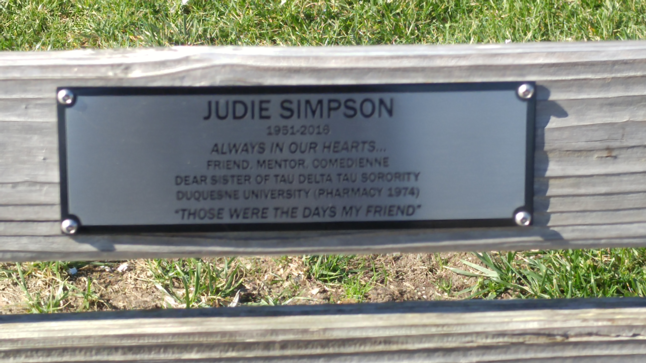 JUDIE SIMPSON
1951-2016
ALWAYS IN OUR HEARTS...
FRIEND, MENTOR, COMEDIENNE
DEAR SISTER OF TAU DELTA TAU SORORITY
DUQUESNE UNIVERSITY (PHARMACY 1974)
"THOSE WERE THE DAYS MY FRIEND"